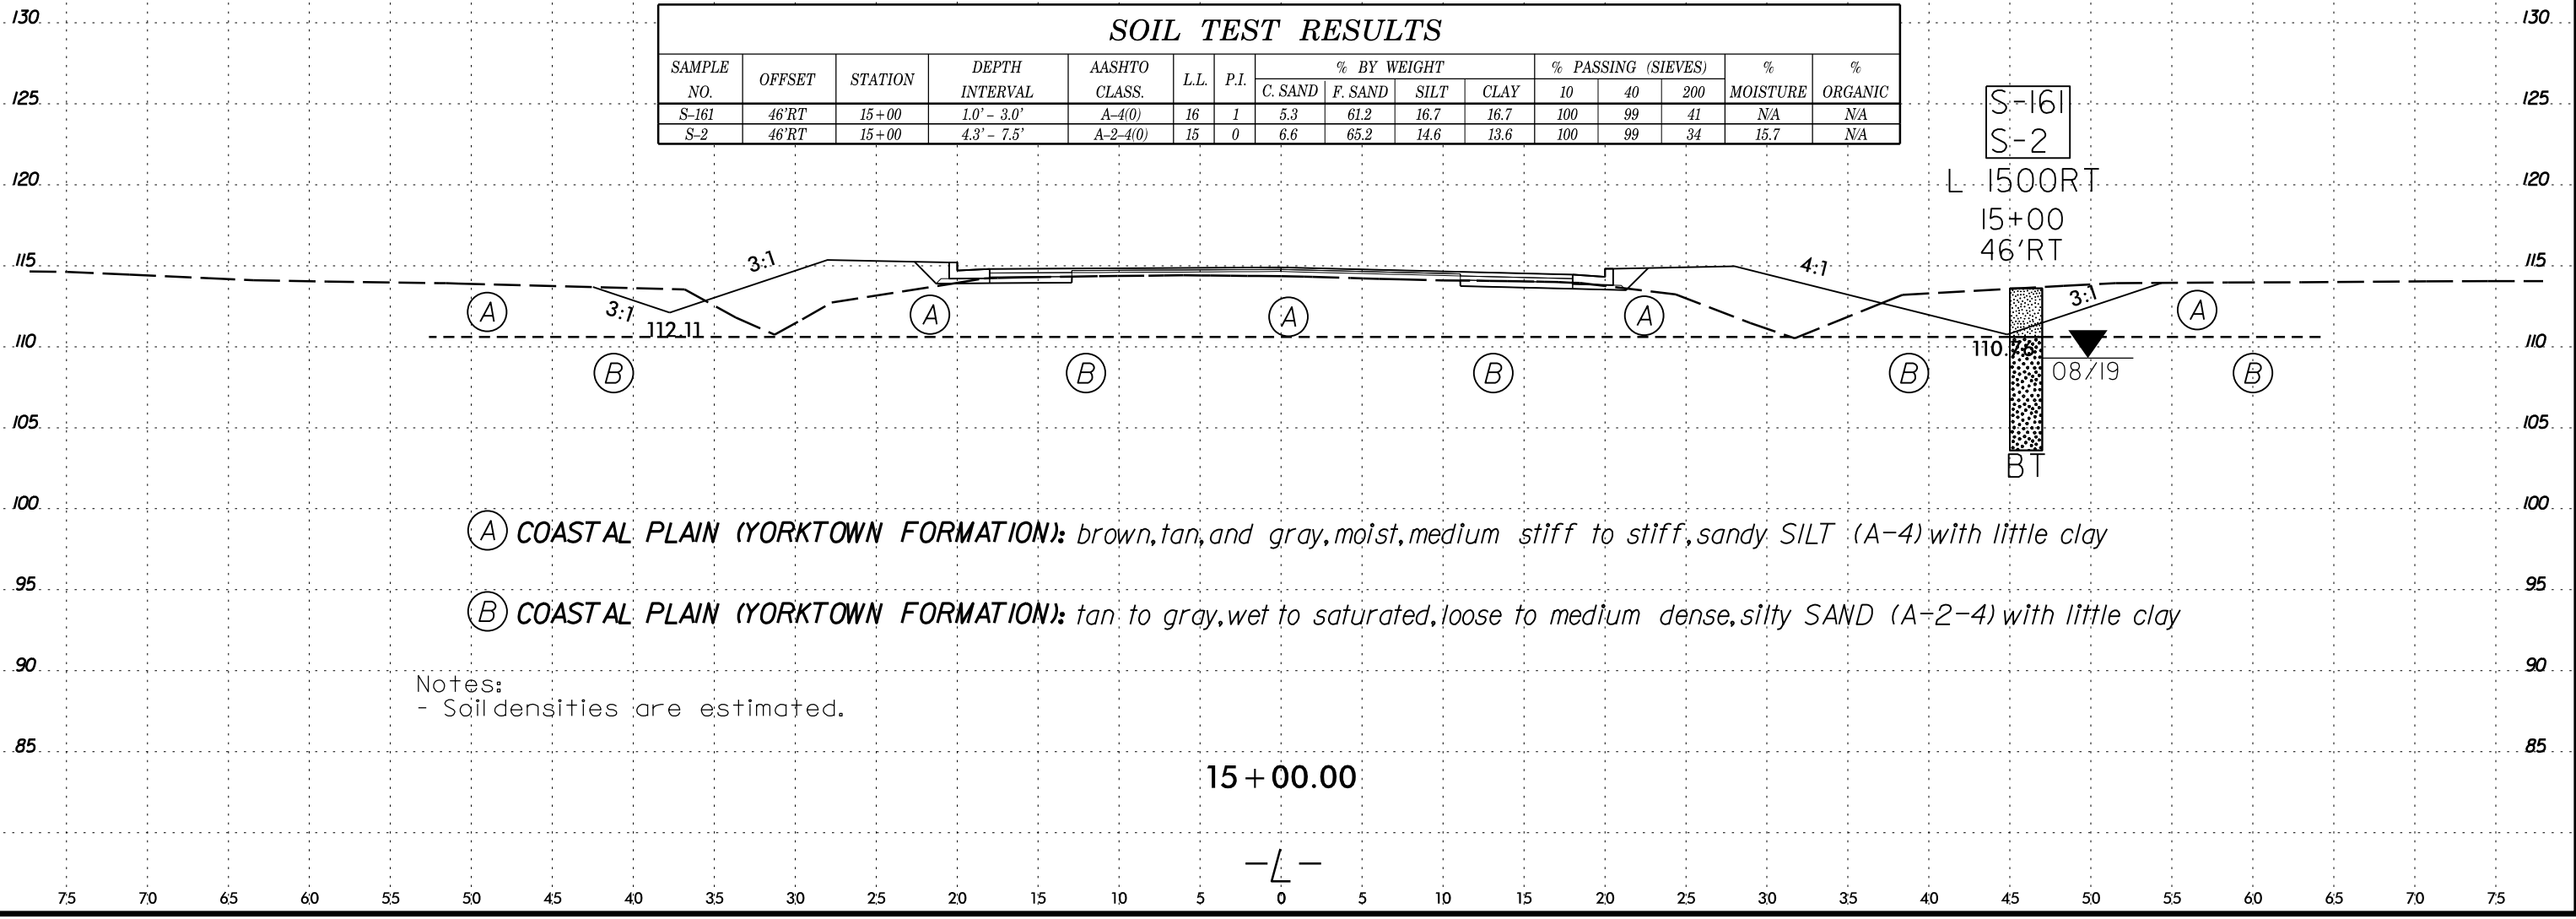 SOIL TEST RESULTS
SAMPLE NO. OFFSET STATION DEPTH INTERVAL AASHTO CLASS. L.L. P.I. % BY WEIGHT % PASSING (SIEVES) % MOISTURE % ORGANIC
C. SAND F. SAND SILT CLAY 10 40 200
S-161 46'RT 15+00 1.0' - 3.0' A-4(0) 16 1 5.3 61.2 16.7 16.7 100 99 41 N/A N/A
S-2 46'RT 15+00 4.3' - 7.5' A-2-4(0) 15 0 6.6 65.2 14.6 13.6 100 99 34 15.7 N/A
130 130
125 125
S-161
S-2
120 120
L 1500RT
15+00
46'RT
115 115
3:1 4:1
3:1 3:1
A A A A A
112.11
110 110
110.76
08/19
B B B B B
105 105
BT
100 100
A COASTAL PLAIN (YORKTOWN FORMATION): brown, tan, and gray, moist, medium stiff to stiff, sandy SILT (A-4) with little clay
95 95
B COASTAL PLAIN (YORKTOWN FORMATION): tan to gray, wet to saturated, loose to medium dense, silty SAND (A-2-4) with little clay
90 90
Notes:
- Soil densities are estimated.
85 85
15+00.00
-L-
75 70 65 60 55 50 45 40 35 30 25 20 15 10 5 0 5 10 15 20 25 30 35 40 45 50 55 60 65 70 75